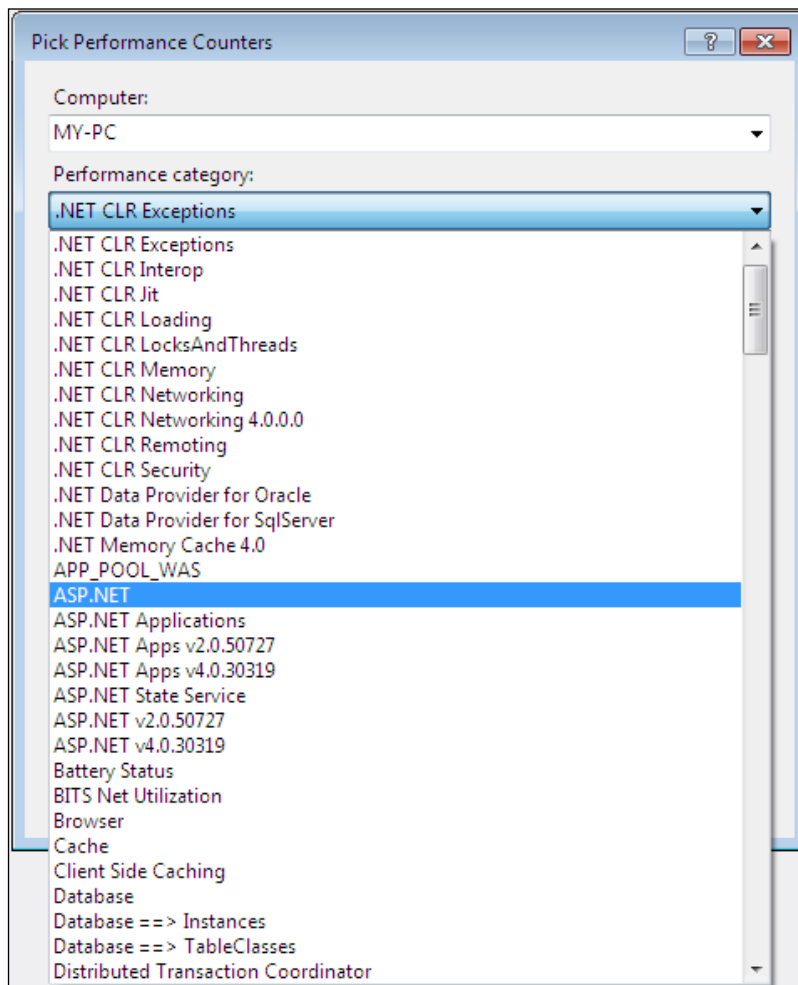 Pick Performance Counters
Computer:
MY-PC
Performance category:
.NET CLR Exceptions
.NET CLR Exceptions
.NET CLR Interop
.NET CLR Jit
.NET CLR Loading
.NET CLR LocksAndThreads
.NET CLR Memory
.NET CLR Networking
.NET CLR Networking 4.0.0.0
.NET CLR Remoting
.NET CLR Security
.NET Data Provider for Oracle
.NET Data Provider for SqlServer
.NET Memory Cache 4.0
APP_POOL_WAS
ASP.NET
ASP.NET Applications
ASP.NET Apps v2.0.50727
ASP.NET Apps v4.0.30319
ASP.NET State Service
ASP.NET v2.0.50727
ASP.NET v4.0.30319
Battery Status
BITS Net Utilization
Browser
Cache
Client Side Caching
Database
Database ==> Instances
Database ==> TableClasses
Distributed Transaction Coordinator